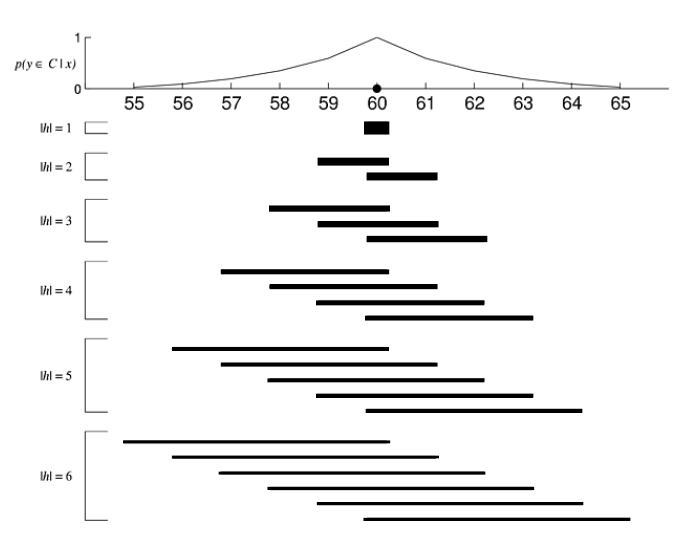 1
p(y ∈ C | x)
0
55 56 57 58 59 60 61 62 63 64 65
|h| = 1
|h| = 2
|h| = 3
|h| = 4
|h| = 5
|h| = 6